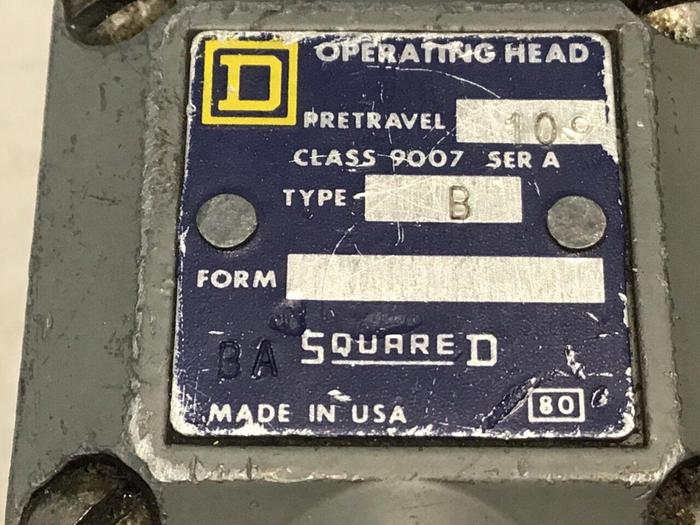 D OPERATING HEAD
PRETRAVEL 10°
CLASS 9007 SER A
TYPE B
FORM
BA SQUARE D
MADE IN USA 80